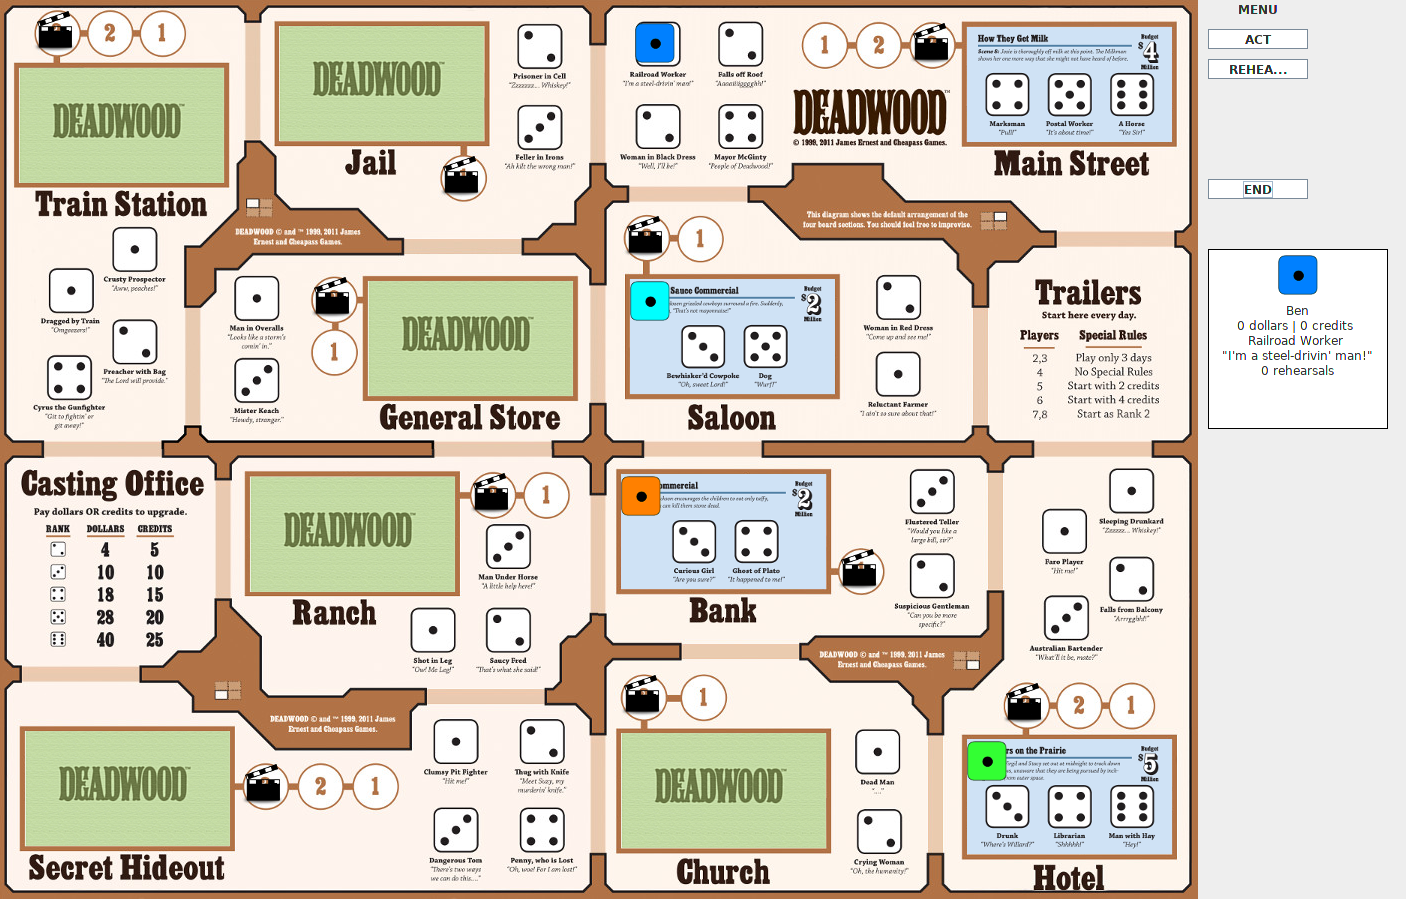 2 1
DEADWOOD™
Train Station
Crusty Prospector
"Aww, peaches!"
Dragged by Train
"Omgeezers!"
Preacher with Bag
"The Lord will provide."
Cyrus the Gunfighter
"Git to fightin' or
git away!"
DEADWOOD™
Jail
Prisoner in Cell
"Zzzzzzz... Whiskey!"
Feller in Irons
"Ah kilt the wrong man!"
DEADWOOD © and ™ 1999, 2011 James
Ernest and Cheapass Games.
Railroad Worker
"I'm a steel-drivin' man!"
Falls off Roof
"Aaaaiiiigggghh!"
Woman in Black Dress
"Well, I'll be!"
Mayor McGinty
"People of Deadwood!"
1 2
DEADWOOD™
© 1999, 2011 James Ernest and Cheapass Games.
How They Get Milk
Budget
$4
Million
Scene 8: Josie is thoroughly off milk at this point. The Milkman
shows her one more way that she might not have heard of before.
Marksman
"Pull!"
Postal Worker
"It's about time!"
A Horse
"Yes Sir!"
Main Street
This diagram shows the default arrangement of the
four board sections. You should feel free to improvise.
Man in Overalls
"Looks like a storm's
comin' in."
Mister Keach
"Howdy, stranger."
1
DEADWOOD™
General Store
1
Sauce Commercial
Budget
$2
Million
grizzled cowboys surround a fire. Suddenly,
"That's not mayonnaise!"
Bewhisker'd Cowpoke
"Oh, sweet Lord!"
Dog
"Wurf!"
Saloon
Woman in Red Dress
"Come up and see me!"
Reluctant Farmer
"I ain't so sure about that!"
Trailers
Start here every day.
Players Special Rules
2,3 Play only 3 days
4 No Special Rules
5 Start with 2 credits
6 Start with 4 credits
7,8 Start as Rank 2
Casting Office
Pay dollars OR credits to upgrade.
RANK DOLLARS CREDITS
4 5
10 10
18 15
28 20
40 25
DEADWOOD™
Ranch
1
Man Under Horse
"A little help here!"
Shot in Leg
"Ow! Me Leg!"
Saucy Fred
"That's what she said!"
ommercial
Budget
$2
Million
encourages the children to eat only taffy,
can kill them stone dead.
Curious Girl
"Are you sure?"
Ghost of Plato
"It happened to me!"
Bank
Flustered Teller
"Would you like a
large bill, sir?"
Suspicious Gentleman
"Can you be more
specific?"
DEADWOOD © and ™ 1999, 2011 James
Ernest and Cheapass Games.
Sleeping Drunkard
"Zzzzzzz... Whiskey!"
Faro Player
"Hit me!"
Falls from Balcony
"Arrrgghh!"
Australian Bartender
"What'll it be, mate?"
2 1
rs on the Prairie
Budget
$5
Million
and Stacy set out at midnight to track down
unaware that they are being pursued by
from outer space.
Drunk
"Where's Willard?"
Librarian
"Shhhhh!"
Man with Hay
"Hey!"
Hotel
DEADWOOD © and ™ 1999, 2011 James
Ernest and Cheapass Games.
DEADWOOD™
Secret Hideout
2 1
Clumsy Pit Fighter
"Hit me!"
Thug with Knife
"Meet Suzy, my
murderin' knife."
Dangerous Tom
"There's two ways
we can do this...."
Penny, who is Lost
"Oh, woe! For I am lost!"
1
DEADWOOD™
Church
Dead Man
"...."
Crying Woman
"Oh, the humanity!"
MENU
ACT
REHEA...
END
Ben
0 dollars | 0 credits
Railroad Worker
"I'm a steel-drivin' man!"
0 rehearsals